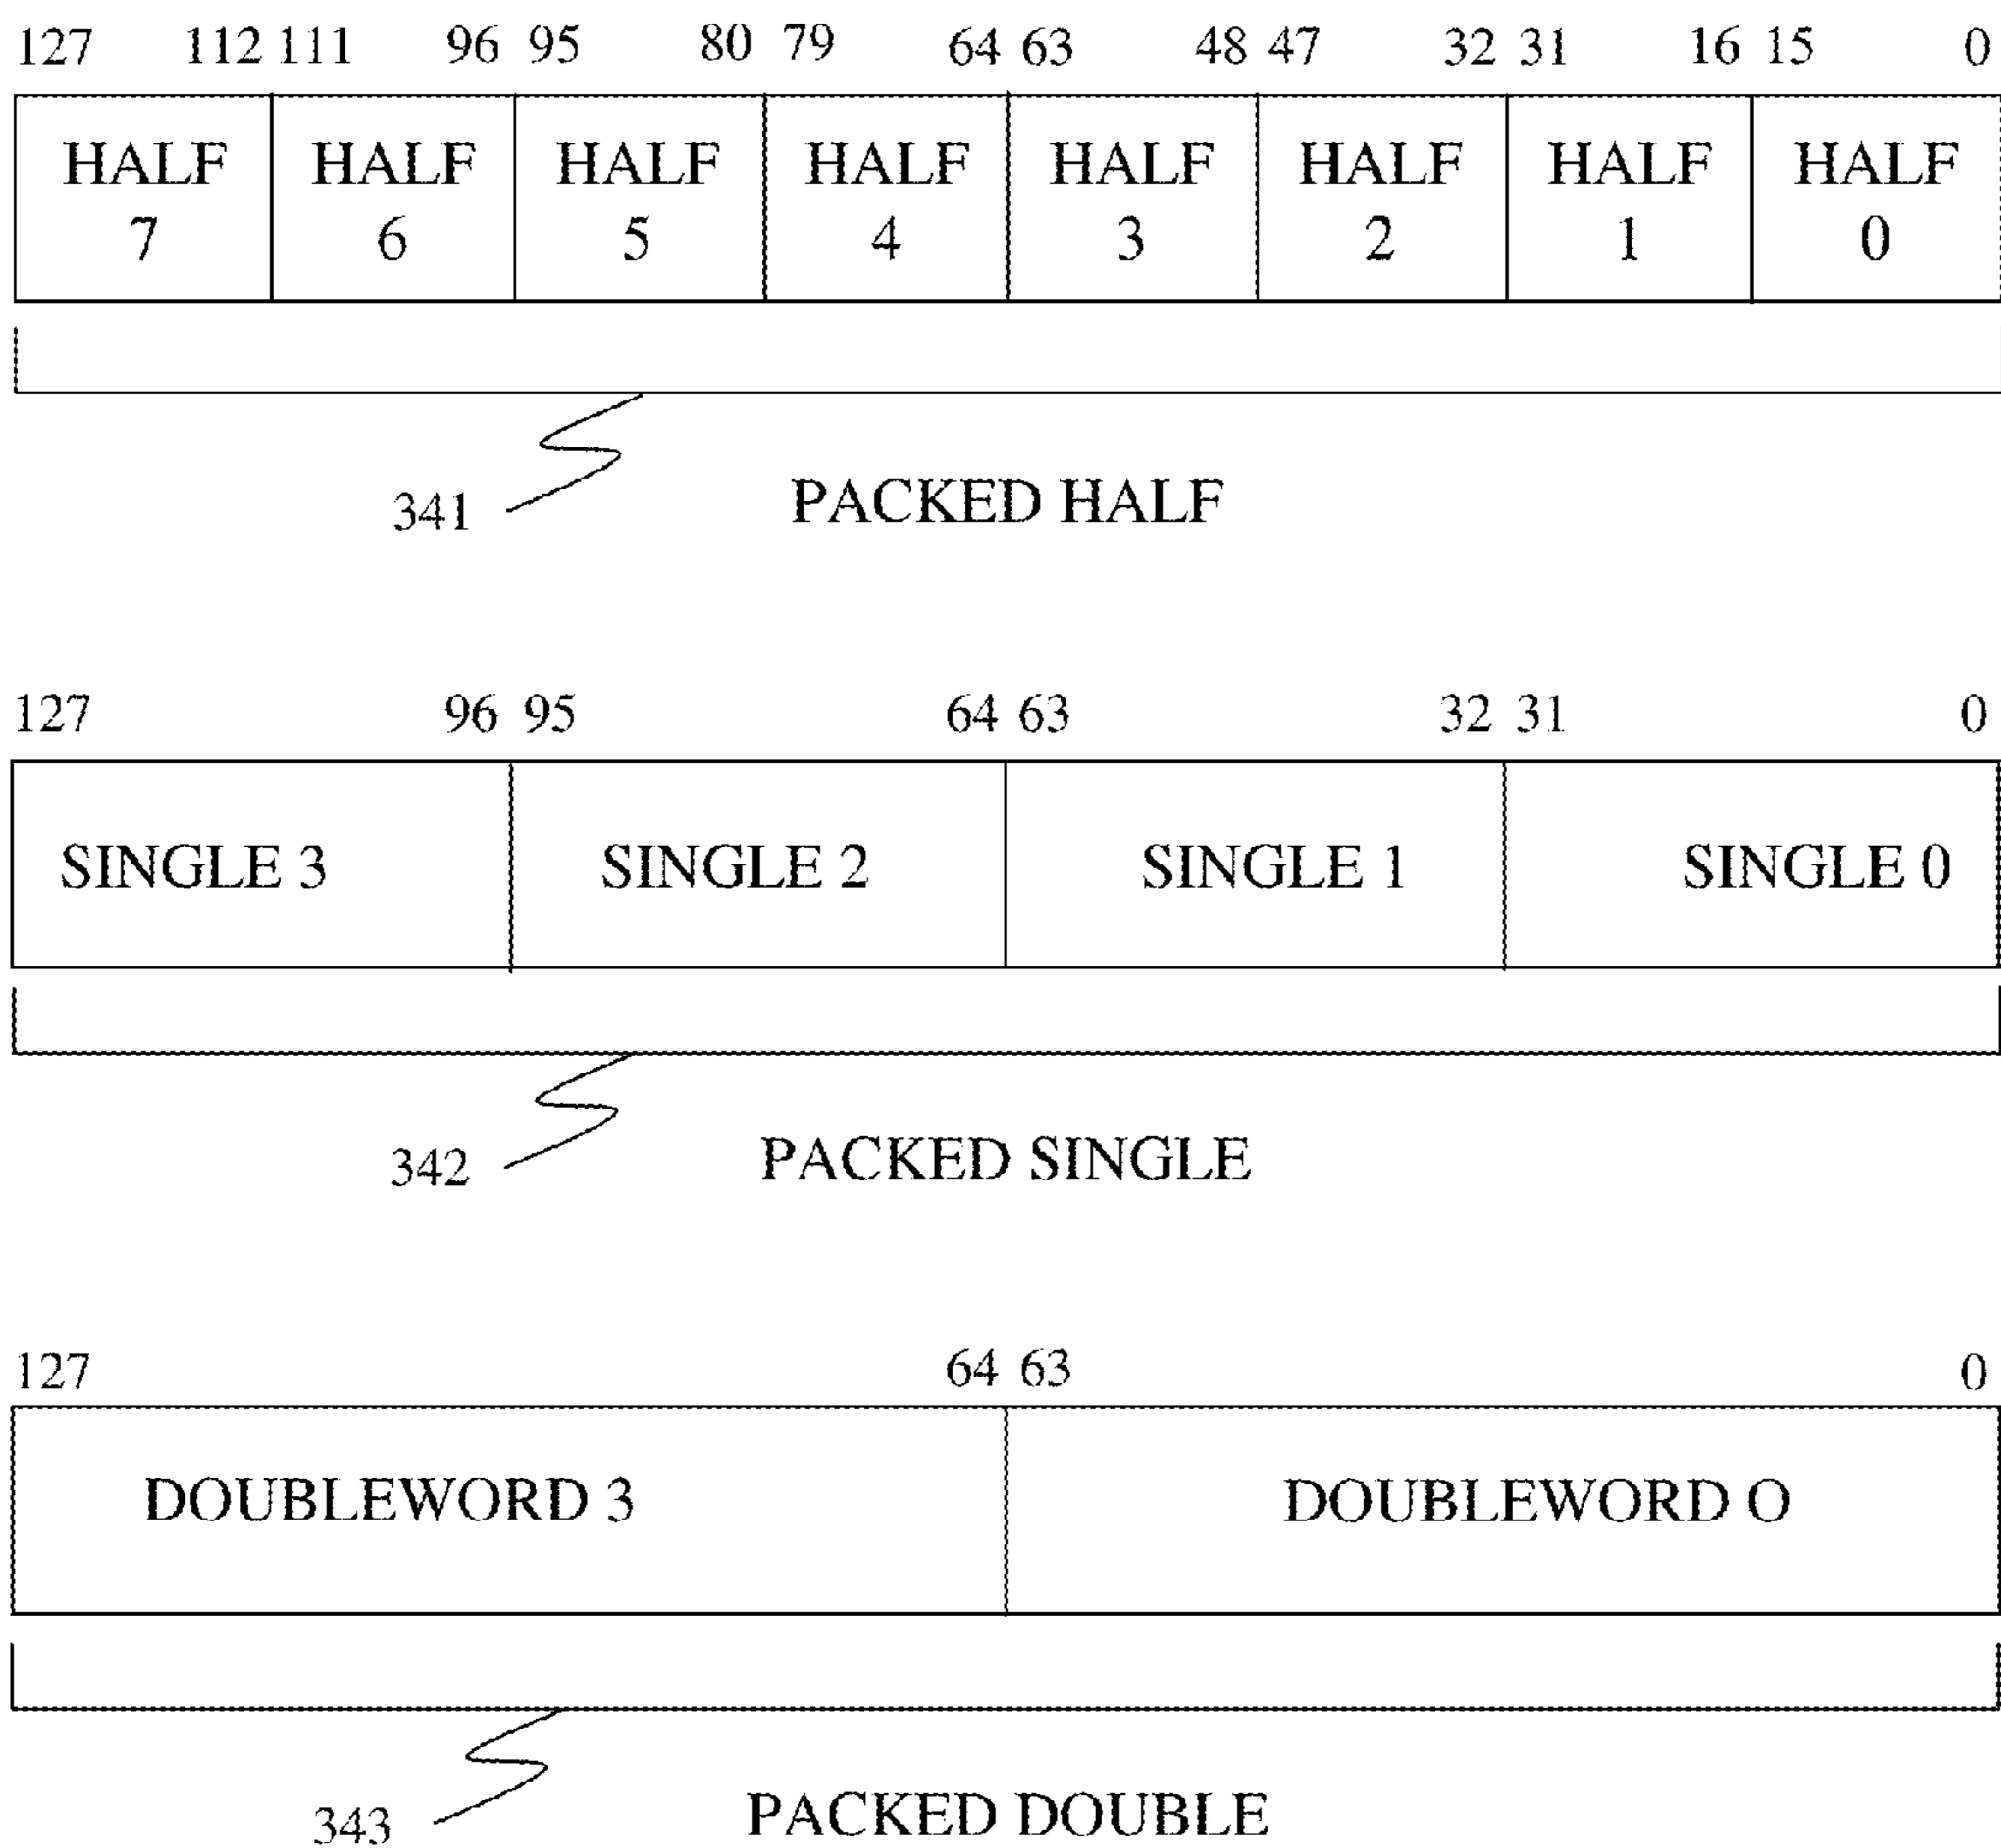 127 112 111 96 95 80 79 64 63 48 47 32 31 16 15 0
HALF HALF HALF HALF HALF HALF HALF HALF
7 6 5 4 3 2 1 0
341 PACKED HALF
127 96 95 64 63 32 31 0
SINGLE 3 SINGLE 2 SINGLE 1 SINGLE 0
342 PACKED SINGLE
127 64 63 0
DOUBLEWORD 3 DOUBLEWORD O
343 PACKED DOUBLE